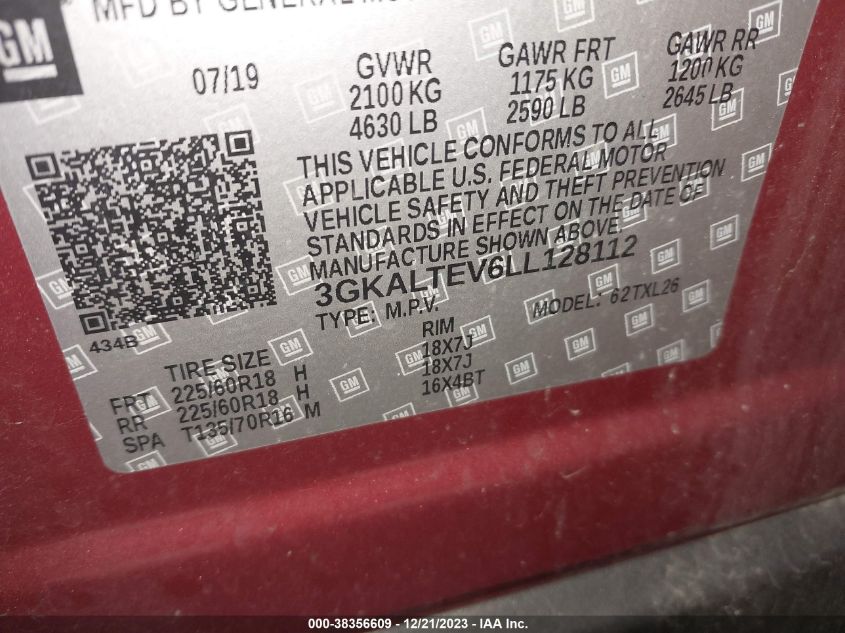 GM
MFD BY GENERAL
07/19
GVWR GAWR FRT GAWR RR
2100 KG 1175 KG 1200 KG
4630 LB 2590 LB 2645 LB
THIS VEHICLE CONFORMS TO ALL
APPLICABLE U.S. FEDERAL MOTOR
VEHICLE SAFETY AND THEFT PREVENTION
STANDARDS IN EFFECT ON THE DATE OF
MANUFACTURE SHOWN ABOVE.
3GKALTEV6LL128112
TYPE: M.P.V. MODEL: 62TXL26
434B
TIRE SIZE RIM
FRT 225/60R18 H 18X7J
RR 225/60R18 H 18X7J
SPA T135/70R16 M 16X4BT
000-38356609 - 12/21/2023 - IAA Inc.